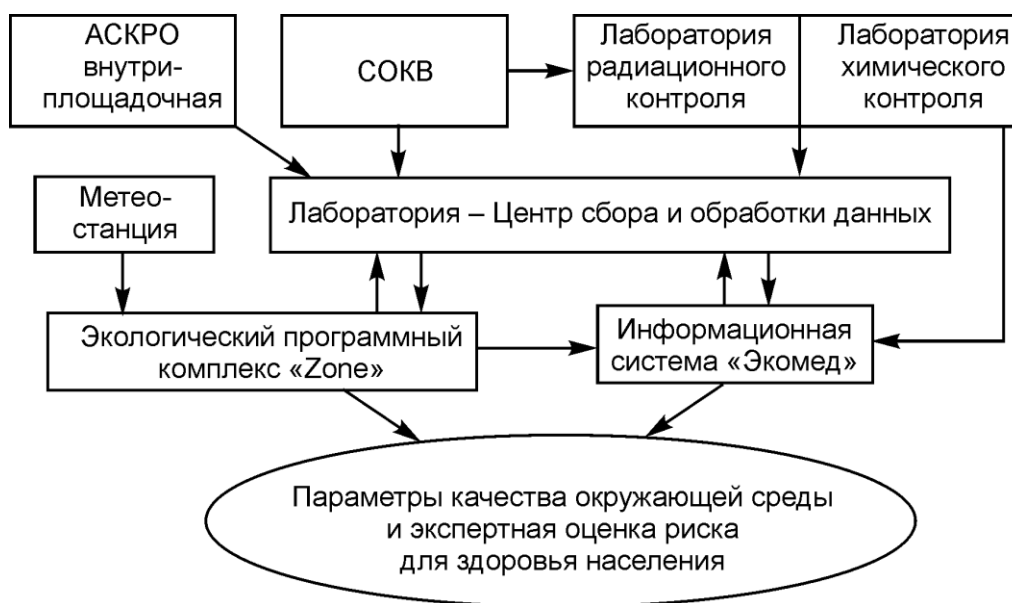 АСКРО
внутри-
площадочная
СОКВ
Лаборатория
радиационного
контроля
Лаборатория
химического
контроля
Метео-
станция
Лаборатория – Центр сбора и обработки данных
Экологический программный
комплекс «Zone»
Информационная
система «Экомед»
Параметры качества окружающей среды
и экспертная оценка риска
для здоровья населения